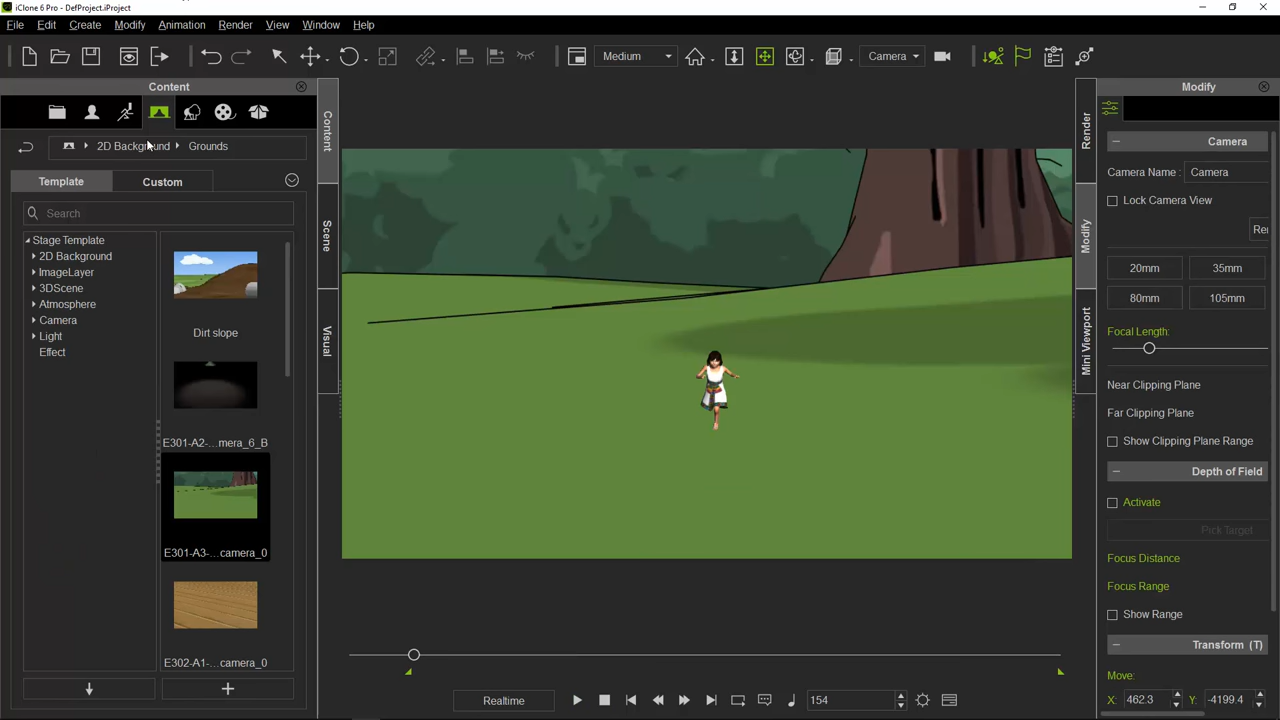 iClone 6 Pro - DefProject.iProject
File Edit Create Modify Animation Render View Window Help
Medium
Camera
Content
2D Background Grounds
Template Custom
Search
Stage Template
2D Background
ImageLayer
3DScene
Atmosphere
Camera
Light
Effect
Dirt slope
E301-A2-...mera_6_B
E301-A3-...camera_0
E302-A1-...camera_0
Content
Scene
Visual
Render
Modify
Mini Viewport
Modify
Camera
Camera Name : Camera
Lock Camera View
Rer
20mm 35mm
80mm 105mm
Focal Length:
Near Clipping Plane
Far Clipping Plane
Show Clipping Plane Range
Depth of Field
Activate
Pick Target
Focus Distance
Focus Range
Show Range
Transform (T)
Move:
X: 462.3 Y: -4199.4
Realtime
154